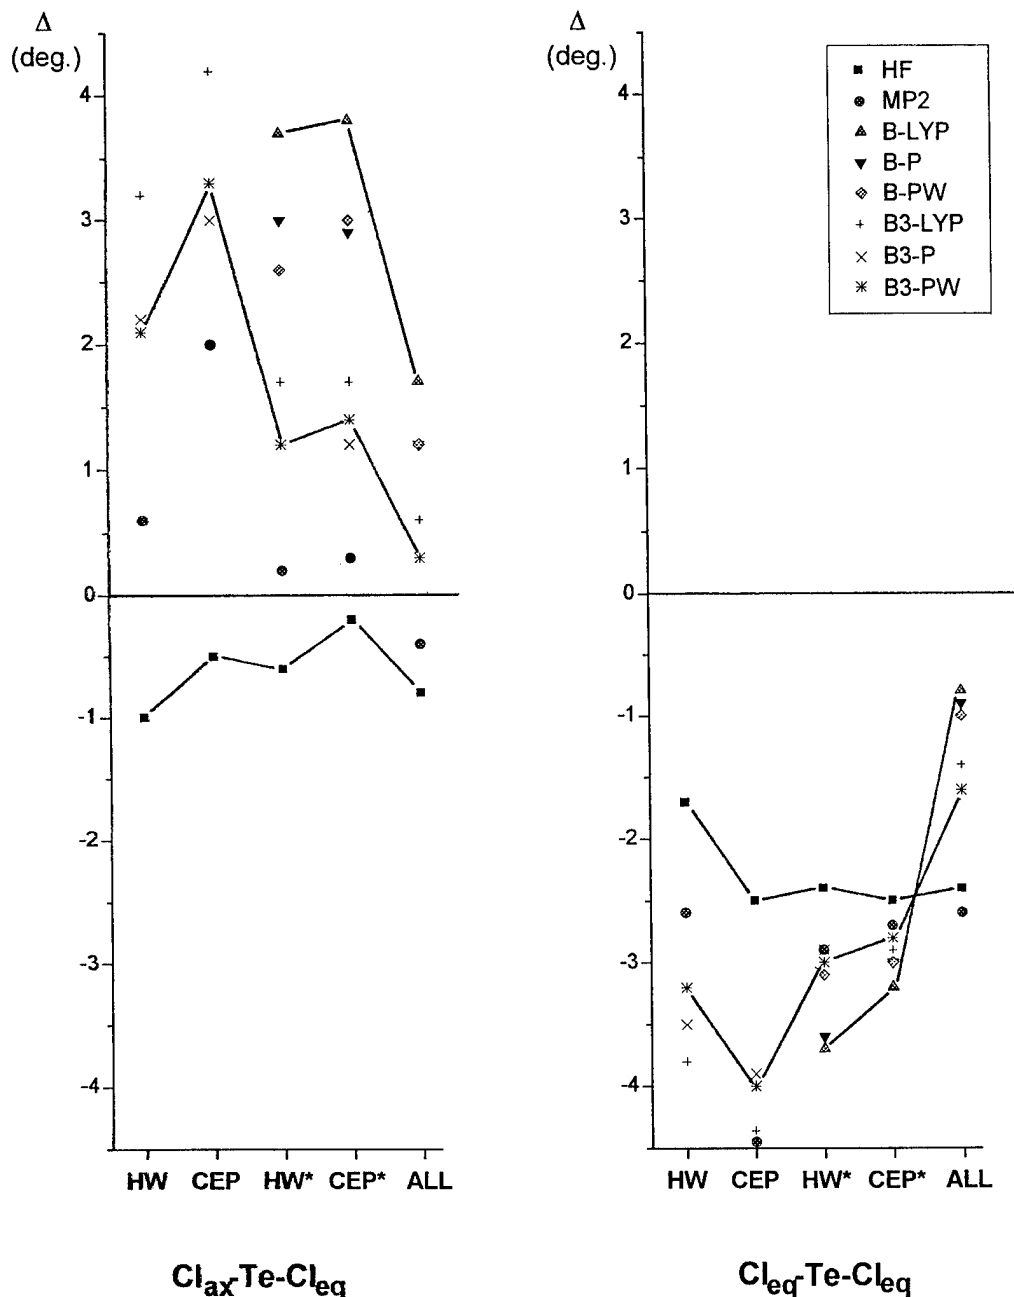 Δ
(deg.)
4
3
2
1
0
-1
-2
-3
-4
HW CEP HW* CEP* ALL
Clax-Te-Cleq
Δ
(deg.)
4
3
2
1
0
-1
-2
-3
-4
HF
MP2
B-LYP
B-P
B-PW
B3-LYP
B3-P
B3-PW
HW CEP HW* CEP* ALL
Cleq-Te-Cleq